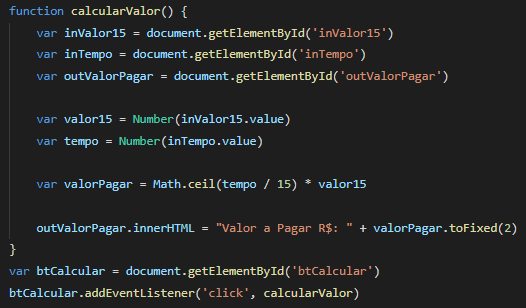 function calcularValor() {
    var inValor15 = document.getElementById('inValor15')
    var inTempo = document.getElementById('inTempo')
    var outValorPagar = document.getElementById('outValorPagar')

    var valor15 = Number(inValor15.value)
    var tempo = Number(inTempo.value)

    var valorPagar = Math.ceil(tempo / 15) * valor15

    outValorPagar.innerHTML = "Valor a Pagar R$: " + valorPagar.toFixed(2)
}
var btCalcular = document.getElementById('btCalcular')
btCalcular.addEventListener('click', calcularValor)